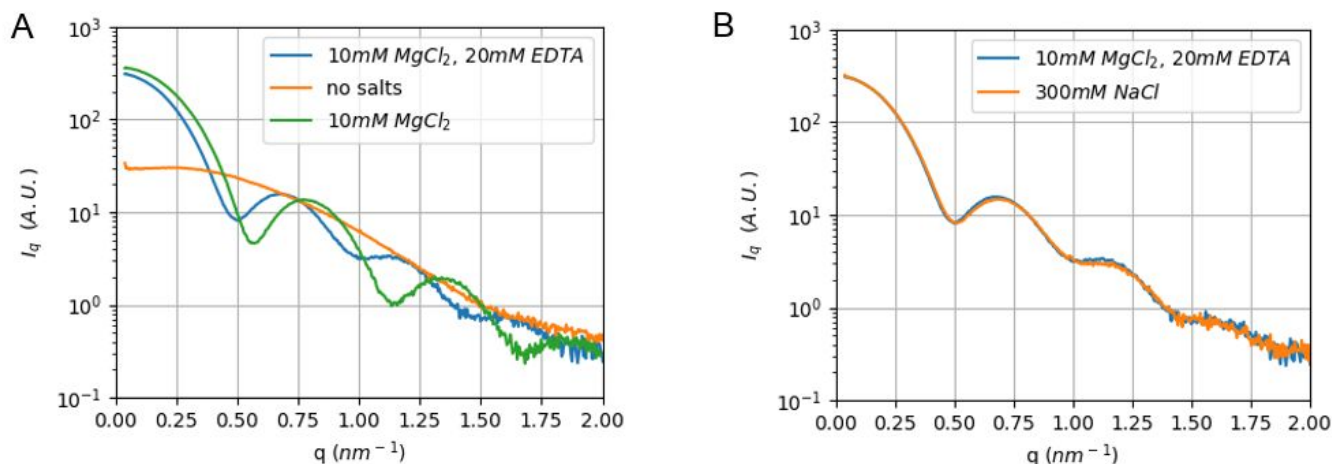 A
10³
10²
10¹
10⁰
10⁻¹
I_q (A.U.)
10mM MgCl₂, 20mM EDTA
no salts
10mM MgCl₂
0.00 0.25 0.50 0.75 1.00 1.25 1.50 1.75 2.00
q (nm⁻¹)
B
10³
10²
10¹
10⁰
10⁻¹
I_q (A.U.)
10mM MgCl₂, 20mM EDTA
300mM NaCl
0.00 0.25 0.50 0.75 1.00 1.25 1.50 1.75 2.00
q (nm⁻¹)